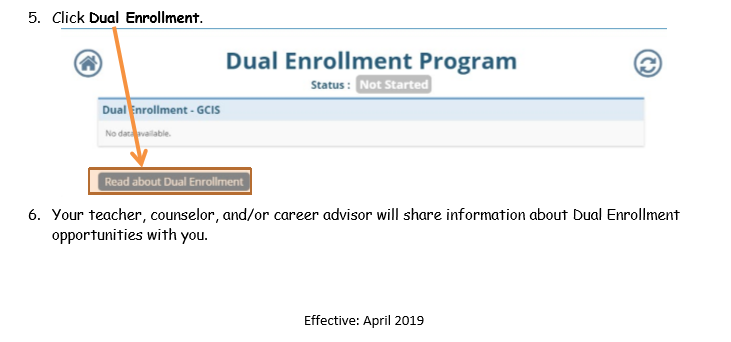 5. Click Dual Enrollment.
Dual Enrollment Program
Status : Not Started
Dual Enrollment - GCIS
No data available.
Read about Dual Enrollment
6. Your teacher, counselor, and/or career advisor will share information about Dual Enrollment
opportunities with you.
Effective: April 2019